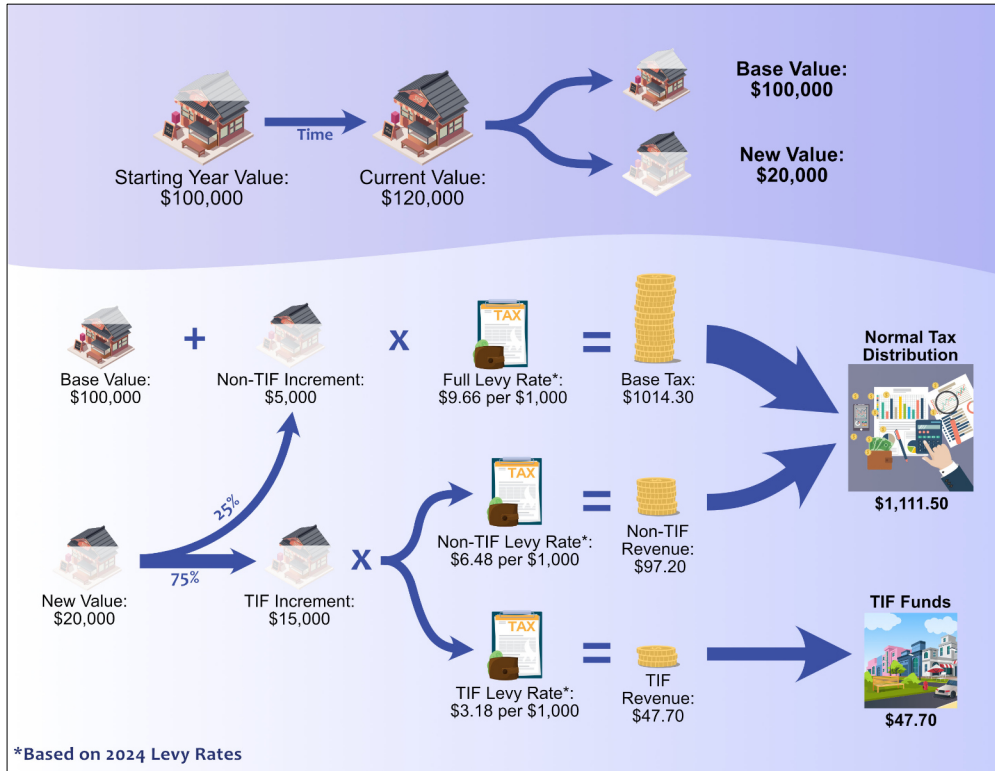 Base Value:
$100,000
Time
Starting Year Value:
$100,000
Current Value:
$120,000
New Value:
$20,000
Base Value:
$100,000
+
Non-TIF Increment:
$5,000
x
TAX
Full Levy Rate*:
$9.66 per $1,000
=
Base Tax:
$1014.30
Normal Tax
Distribution
$1,111.50
25%
75%
New Value:
$20,000
TIF Increment:
$15,000
x
TAX
Non-TIF Levy Rate*:
$6.48 per $1,000
=
Non-TIF
Revenue:
$97.20
TAX
TIF Levy Rate*:
$3.18 per $1,000
=
TIF
Revenue:
$47.70
TIF Funds
$47.70
*Based on 2024 Levy Rates